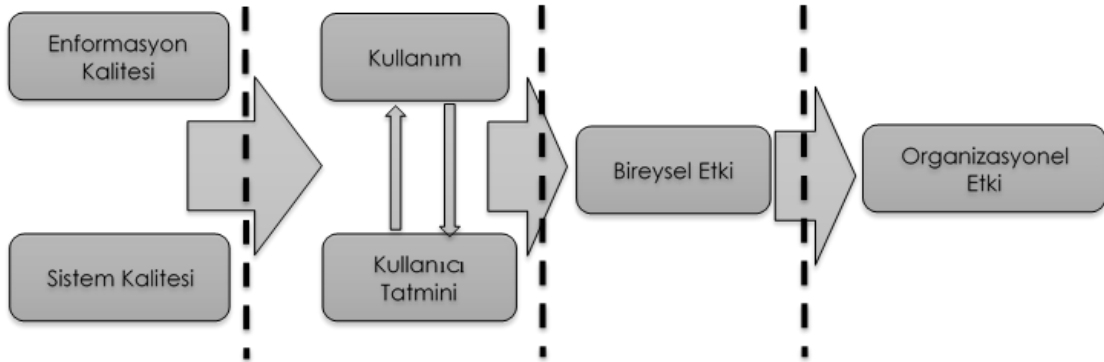 Enformasyon
Kalitesi
Sistem Kalitesi
Kullanım
Kullanıcı
Tatmini
Bireysel Etki
Organizasyonel
Etki